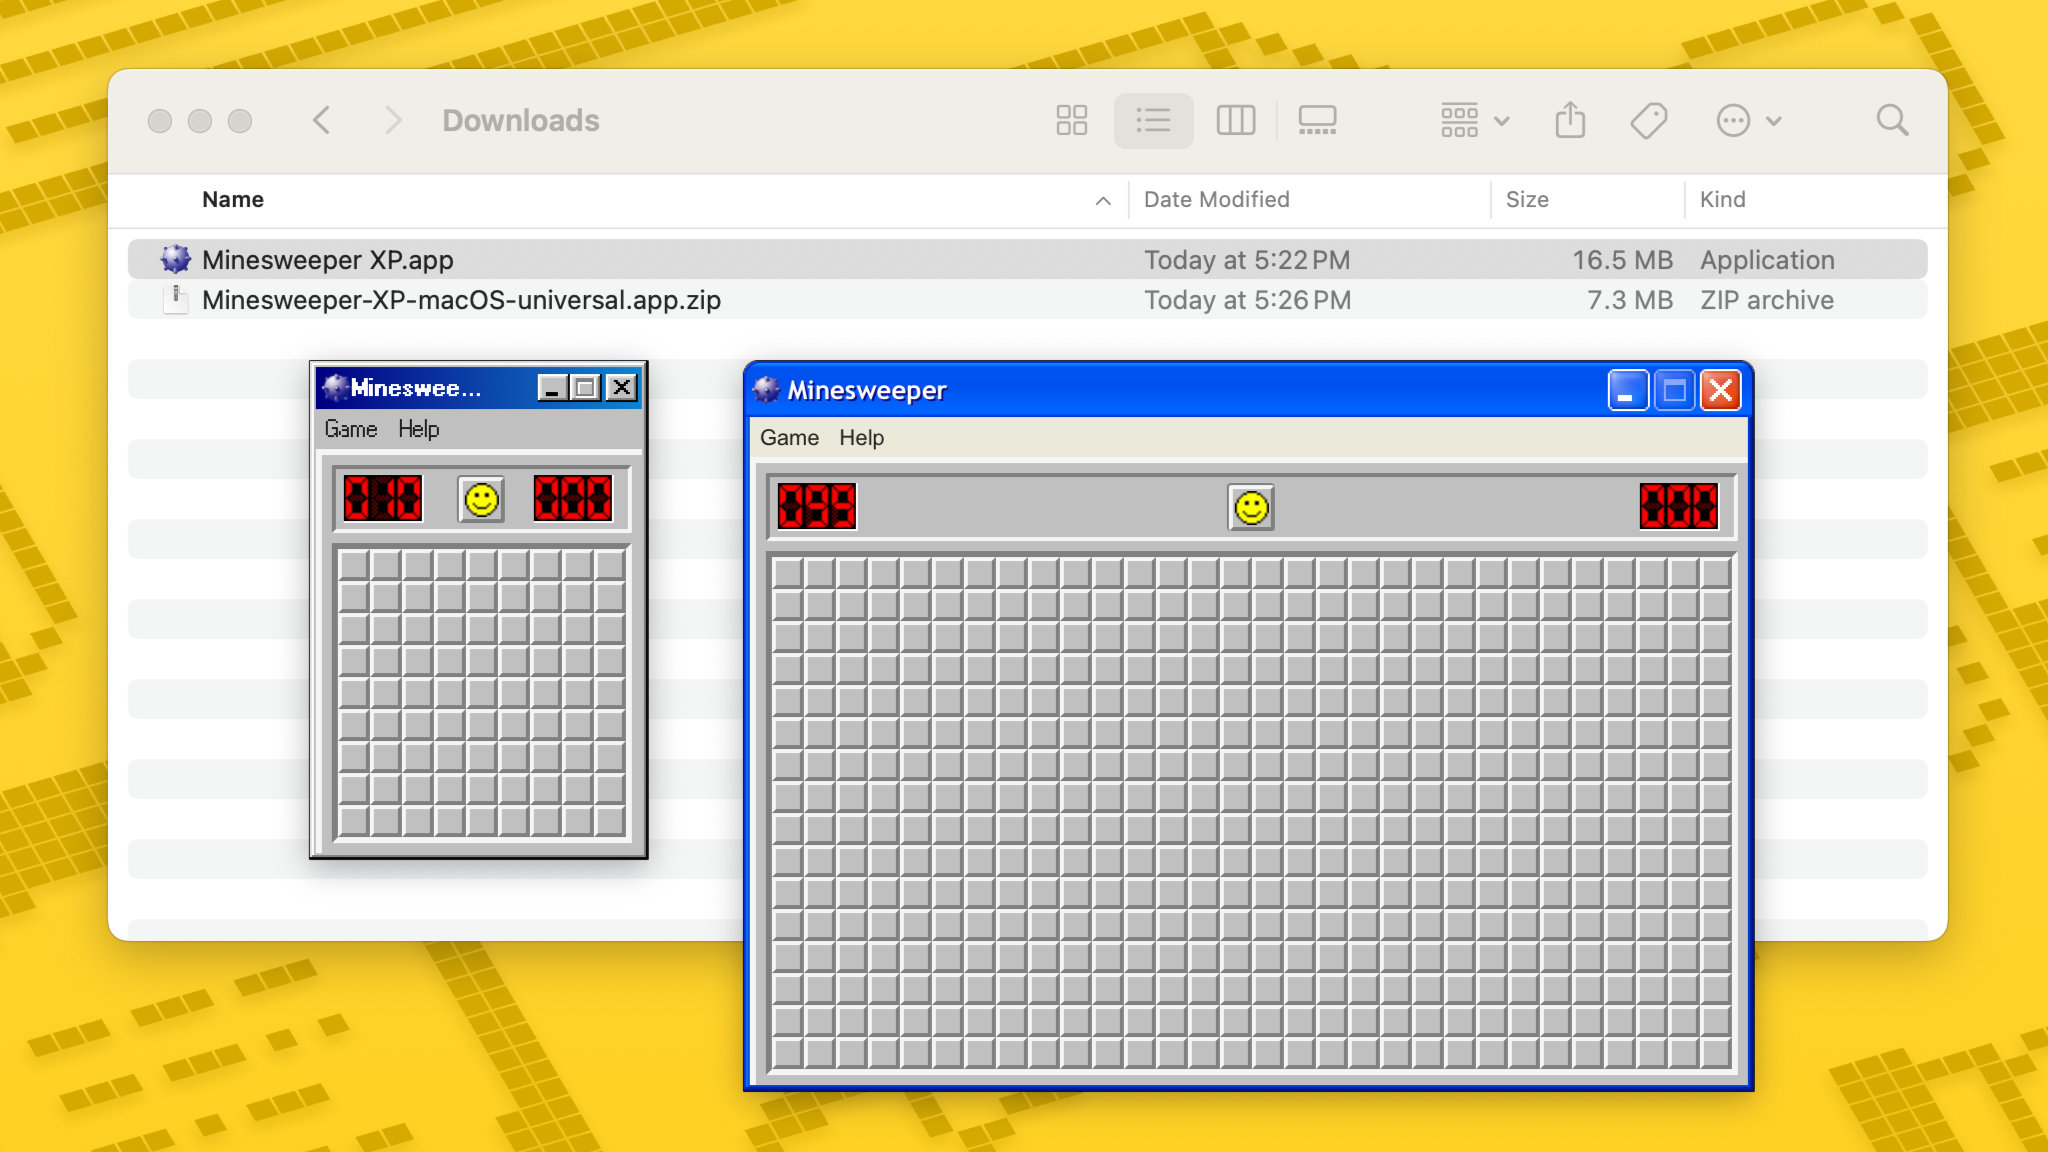 Downloads
Name Date Modified Size Kind
Minesweeper XP.app Today at 5:22 PM 16.5 MB Application
Minesweeper-XP-macOS-universal.app.zip Today at 5:26 PM 7.3 MB ZIP archive
Mineswee...
Game Help
010 000
Minesweeper
Game Help
099 000